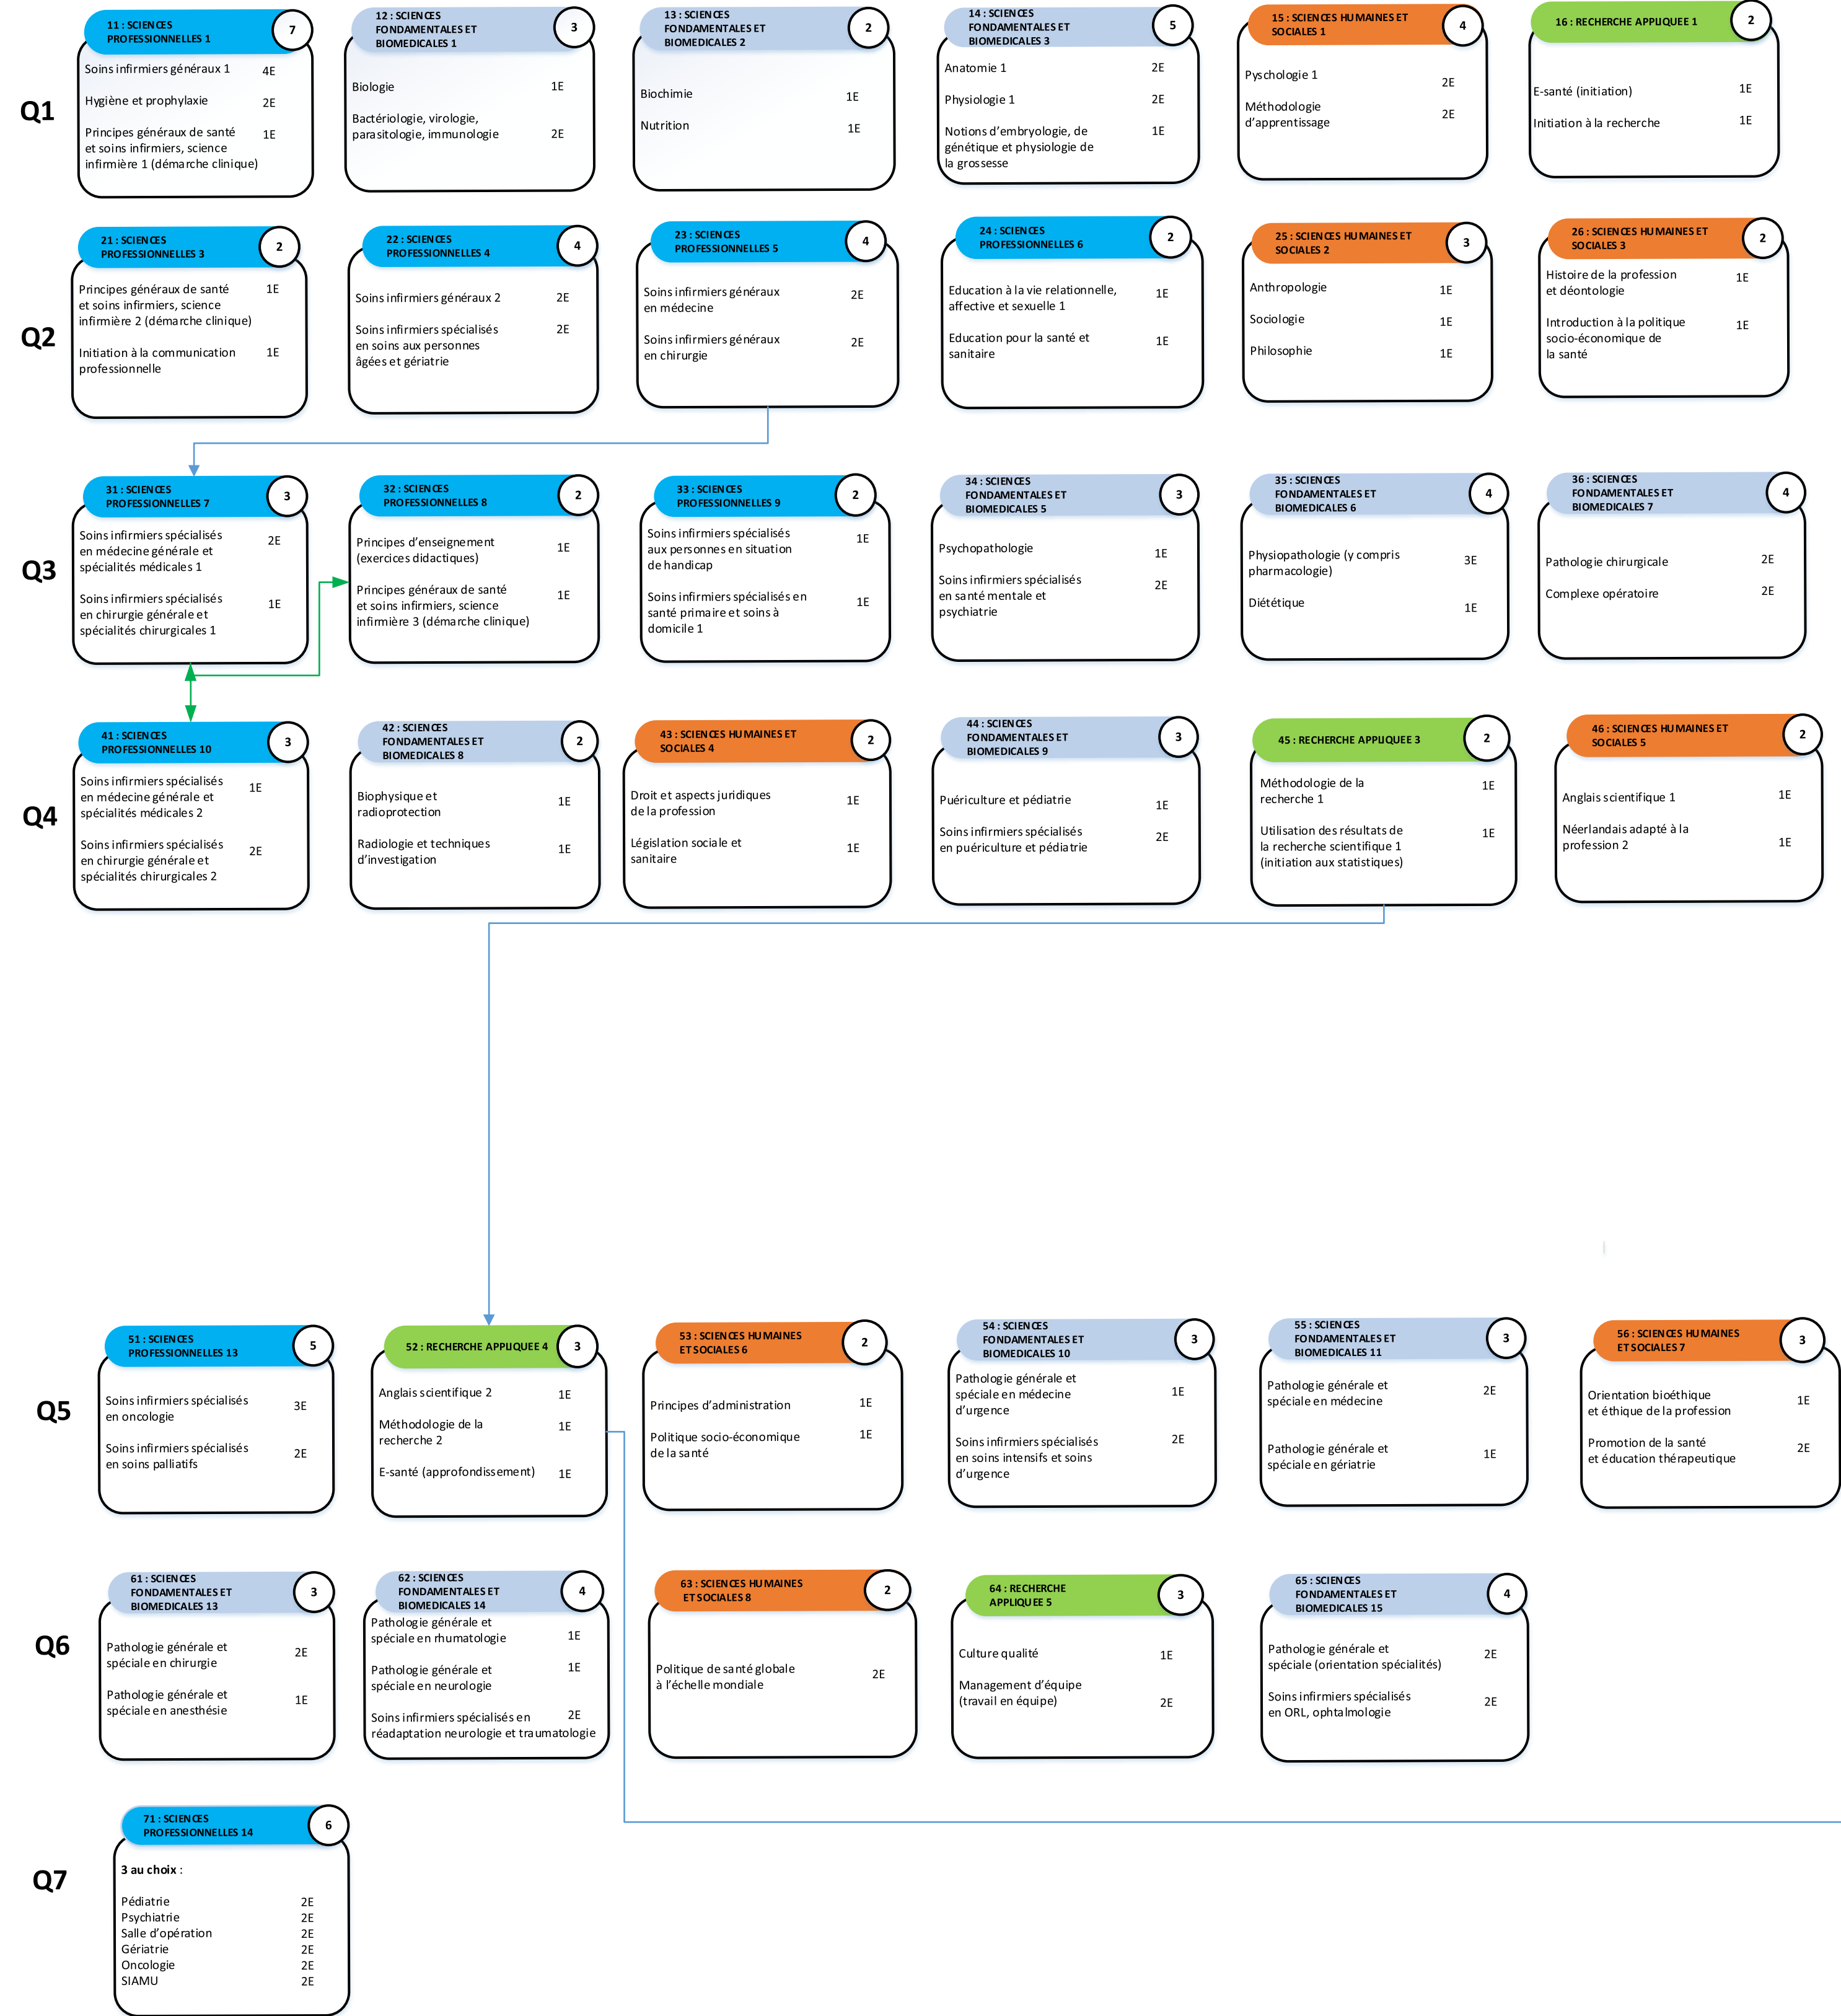 Q1
11 : SCIENCES
PROFESSIONNELLES 1
7
Soins infirmiers généraux 1 4E
Hygiène et prophylaxie 2E
Principes généraux de santé 1E
et soins infirmiers, science
infirmière 1 (démarche clinique)
12 : SCIENCES
FONDAMENTALES ET
BIOMEDICALES 1
3
Biologie 1E
Bactériologie, virologie,
parasitologie, immunologie 2E
13 : SCIENCES
FONDAMENTALES ET
BIOMEDICALES 2
2
Biochimie 1E
Nutrition 1E
14 : SCIENCES
FONDAMENTALES ET
BIOMEDICALES 3
5
Anatomie 1 2E
Physiologie 1 2E
Notions d’embryologie, de 1E
génétique et physiologie de
la grossesse
15 : SCIENCES HUMAINES ET
SOCIALES 1
4
Pyschologie 1 2E
Méthodologie 2E
d’apprentissage
16 : RECHERCHE APPLIQUEE 1
2
E-santé (initiation) 1E
Initiation à la recherche 1E
Q2
21 : SCIENCES
PROFESSIONNELLES 3
2
Principes généraux de santé 1E
et soins infirmiers, science
infirmière 2 (démarche clinique)
Initiation à la communication 1E
professionnelle
22 : SCIENCES
PROFESSIONNELLES 4
4
Soins infirmiers généraux 2 2E
Soins infirmiers spécialisés 2E
en soins aux personnes
âgées et gériatrie
23 : SCIENCES
PROFESSIONNELLES 5
4
Soins infirmiers généraux 2E
en médecine
Soins infirmiers généraux 2E
en chirurgie
24 : SCIENCES
PROFESSIONNELLES 6
2
Education à la vie relationnelle, 1E
affective et sexuelle 1
Education pour la santé et 1E
sanitaire
25 : SCIENCES HUMAINES ET
SOCIALES 2
3
Anthropologie 1E
Sociologie 1E
Philosophie 1E
26 : SCIENCES HUMAINES ET
SOCIALES 3
2
Histoire de la profession 1E
et déontologie
Introduction à la politique 1E
socio-économique de
la santé
Q3
31 : SCIENCES
PROFESSIONNELLES 7
3
Soins infirmiers spécialisés 2E
en médecine générale et
spécialités médicales 1
Soins infirmiers spécialisés 1E
en chirurgie générale et
spécialités chirurgicales 1
32 : SCIENCES
PROFESSIONNELLES 8
2
Principes d’enseignement 1E
(exercices didactiques)
Principes généraux de santé 1E
et soins infirmiers, science
infirmière 3 (démarche clinique)
33 : SCIENCES
PROFESSIONNELLES 9
2
Soins infirmiers spécialisés 1E
aux personnes en situation
de handicap
Soins infirmiers spécialisés en 1E
santé primaire et soins à
domicile 1
34 : SCIENCES
FONDAMENTALES ET
BIOMEDICALES 5
3
Psychopathologie 1E
Soins infirmiers spécialisés 2E
en santé mentale et
psychiatrie
35 : SCIENCES
FONDAMENTALES ET
BIOMEDICALES 6
4
Physiopathologie (y compris 3E
pharmacologie)
Diététique 1E
36 : SCIENCES
FONDAMENTALES ET
BIOMEDICALES 7
4
Pathologie chirurgicale 2E
Complexe opératoire 2E
Q4
41 : SCIENCES
PROFESSIONNELLES 10
3
Soins infirmiers spécialisés 1E
en médecine générale et
spécialités médicales 2
Soins infirmiers spécialisés 2E
en chirurgie générale et
spécialités chirurgicales 2
42 : SCIENCES
FONDAMENTALES ET
BIOMEDICALES 8
2
Biophysique et 1E
radioprotection
Radiologie et techniques 1E
d’investigation
43 : SCIENCES HUMAINES ET
SOCIALES 4
2
Droit et aspects juridiques 1E
de la profession
Législation sociale et 1E
sanitaire
44 : SCIENCES
FONDAMENTALES ET
BIOMEDICALES 9
3
Puériculture et pédiatrie 1E
Soins infirmiers spécialisés 2E
en puériculture et pédiatrie
45 : RECHERCHE APPLIQUEE 3
2
Méthodologie de la 1E
recherche 1
Utilisation des résultats de 1E
la recherche scientifique 1
(initiation aux statistiques)
46 : SCIENCES HUMAINES ET
SOCIALES 5
2
Anglais scientifique 1 1E
Néerlandais adapté à la
profession 2 1E
Q5
51 : SCIENCES
PROFESSIONNELLES 13
5
Soins infirmiers spécialisés 3E
en oncologie
Soins infirmiers spécialisés 2E
en soins palliatifs
52 : RECHERCHE APPLIQUEE 4
3
Anglais scientifique 2 1E
Méthodologie de la 1E
recherche 2
E-santé (approfondissement) 1E
53 : SCIENCES HUMAINES
ET SOCIALES 6
2
Principes d’administration 1E
Politique socio-économique 1E
de la santé
54 : SCIENCES
FONDAMENTALES ET
BIOMEDICALES 10
3
Pathologie générale et
spéciale en médecine 1E
d’urgence
Soins infirmiers spécialisés 2E
en soins intensifs et soins
d’urgence
55 : SCIENCES
FONDAMENTALES ET
BIOMEDICALES 11
3
Pathologie générale et 2E
spéciale en médecine
Pathologie générale et 1E
spéciale en gériatrie
56 : SCIENCES HUMAINES
ET SOCIALES 7
3
Orientation bioéthique 1E
et éthique de la profession
Promotion de la santé 2E
et éducation thérapeutique
Q6
61 : SCIENCES
FONDAMENTALES ET
BIOMEDICALES 13
3
Pathologie générale et 2E
spéciale en chirurgie
Pathologie générale et 1E
spéciale en anesthésie
62 : SCIENCES
FONDAMENTALES ET
BIOMEDICALES 14
4
Pathologie générale et
spéciale en rhumatologie 1E
Pathologie générale et 1E
spéciale en neurologie
Soins infirmiers spécialisés en 2E
réadaptation neurologie et traumatologie
63 : SCIENCES HUMAINES
ET SOCIALES 8
2
Politique de santé globale 2E
à l’échelle mondiale
64 : RECHERCHE
APPLIQUEE 5
3
Culture qualité 1E
Management d’équipe
(travail en équipe) 2E
65 : SCIENCES
FONDAMENTALES ET
BIOMEDICALES 15
4
Pathologie générale et 2E
spéciale (orientation spécialités)
Soins infirmiers spécialisés 2E
en ORL, ophtalmologie
Q7
71 : SCIENCES
PROFESSIONNELLES 14
6
3 au choix :
Pédiatrie 2E
Psychiatrie 2E
Salle d’opération 2E
Gériatrie 2E
Oncologie 2E
SIAMU 2E